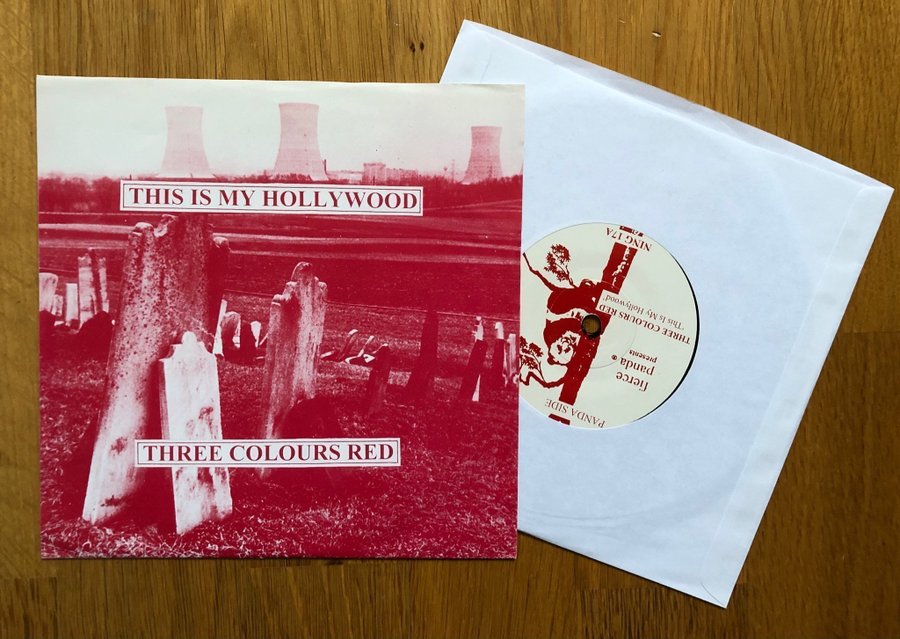 THIS IS MY HOLLYWOOD
THREE COLOURS RED
PANDA SIDE
fierce
panda ®
presents
THREE COLOURS RED
'This Is My Hollywood'
NING 17A